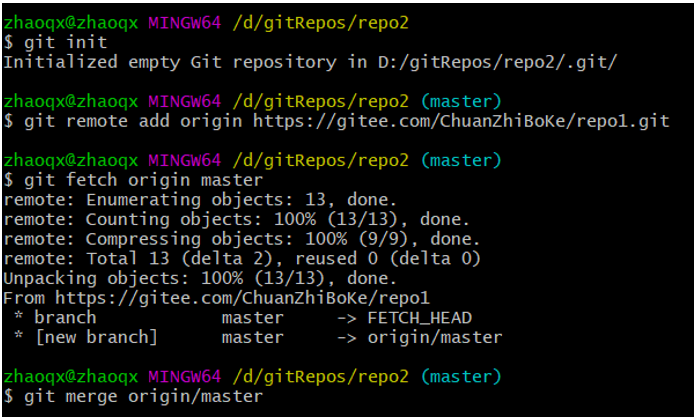 zhaoqx@zhaoqx MINGW64 /d/gitRepos/repo2
$ git init
Initialized empty Git repository in D:/gitRepos/repo2/.git/
zhaoqx@zhaoqx MINGW64 /d/gitRepos/repo2 (master)
$ git remote add origin https://gitee.com/ChuanZhiBoKe/repo1.git
zhaoqx@zhaoqx MINGW64 /d/gitRepos/repo2 (master)
$ git fetch origin master
remote: Enumerating objects: 13, done.
remote: Counting objects: 100% (13/13), done.
remote: Compressing objects: 100% (9/9), done.
remote: Total 13 (delta 2), reused 0 (delta 0)
Unpacking objects: 100% (13/13), done.
From https://gitee.com/ChuanZhiBoKe/repo1
 * branch            master     -> FETCH_HEAD
 * [new branch]      master     -> origin/master
zhaoqx@zhaoqx MINGW64 /d/gitRepos/repo2 (master)
$ git merge origin/master